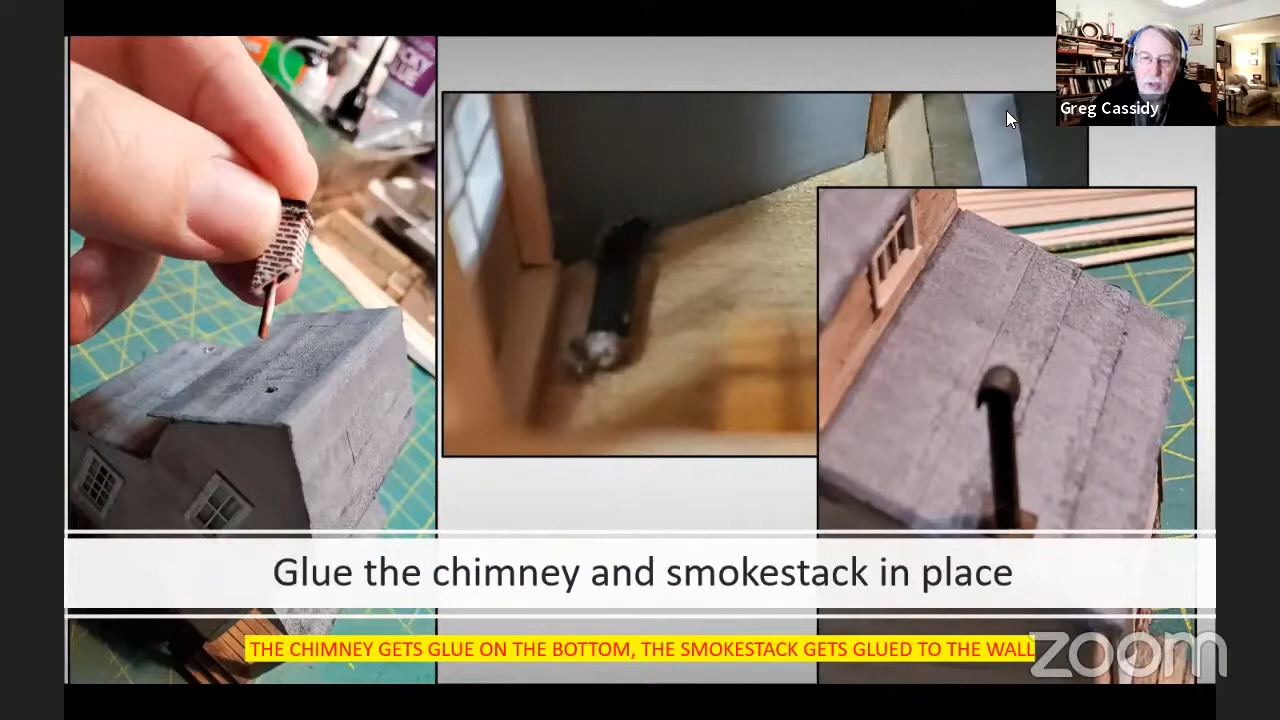 Greg Cassidy
Glue the chimney and smokestack in place
THE CHIMNEY GETS GLUE ON THE BOTTOM, THE SMOKESTACK GETS GLUED TO THE WALL
zoom